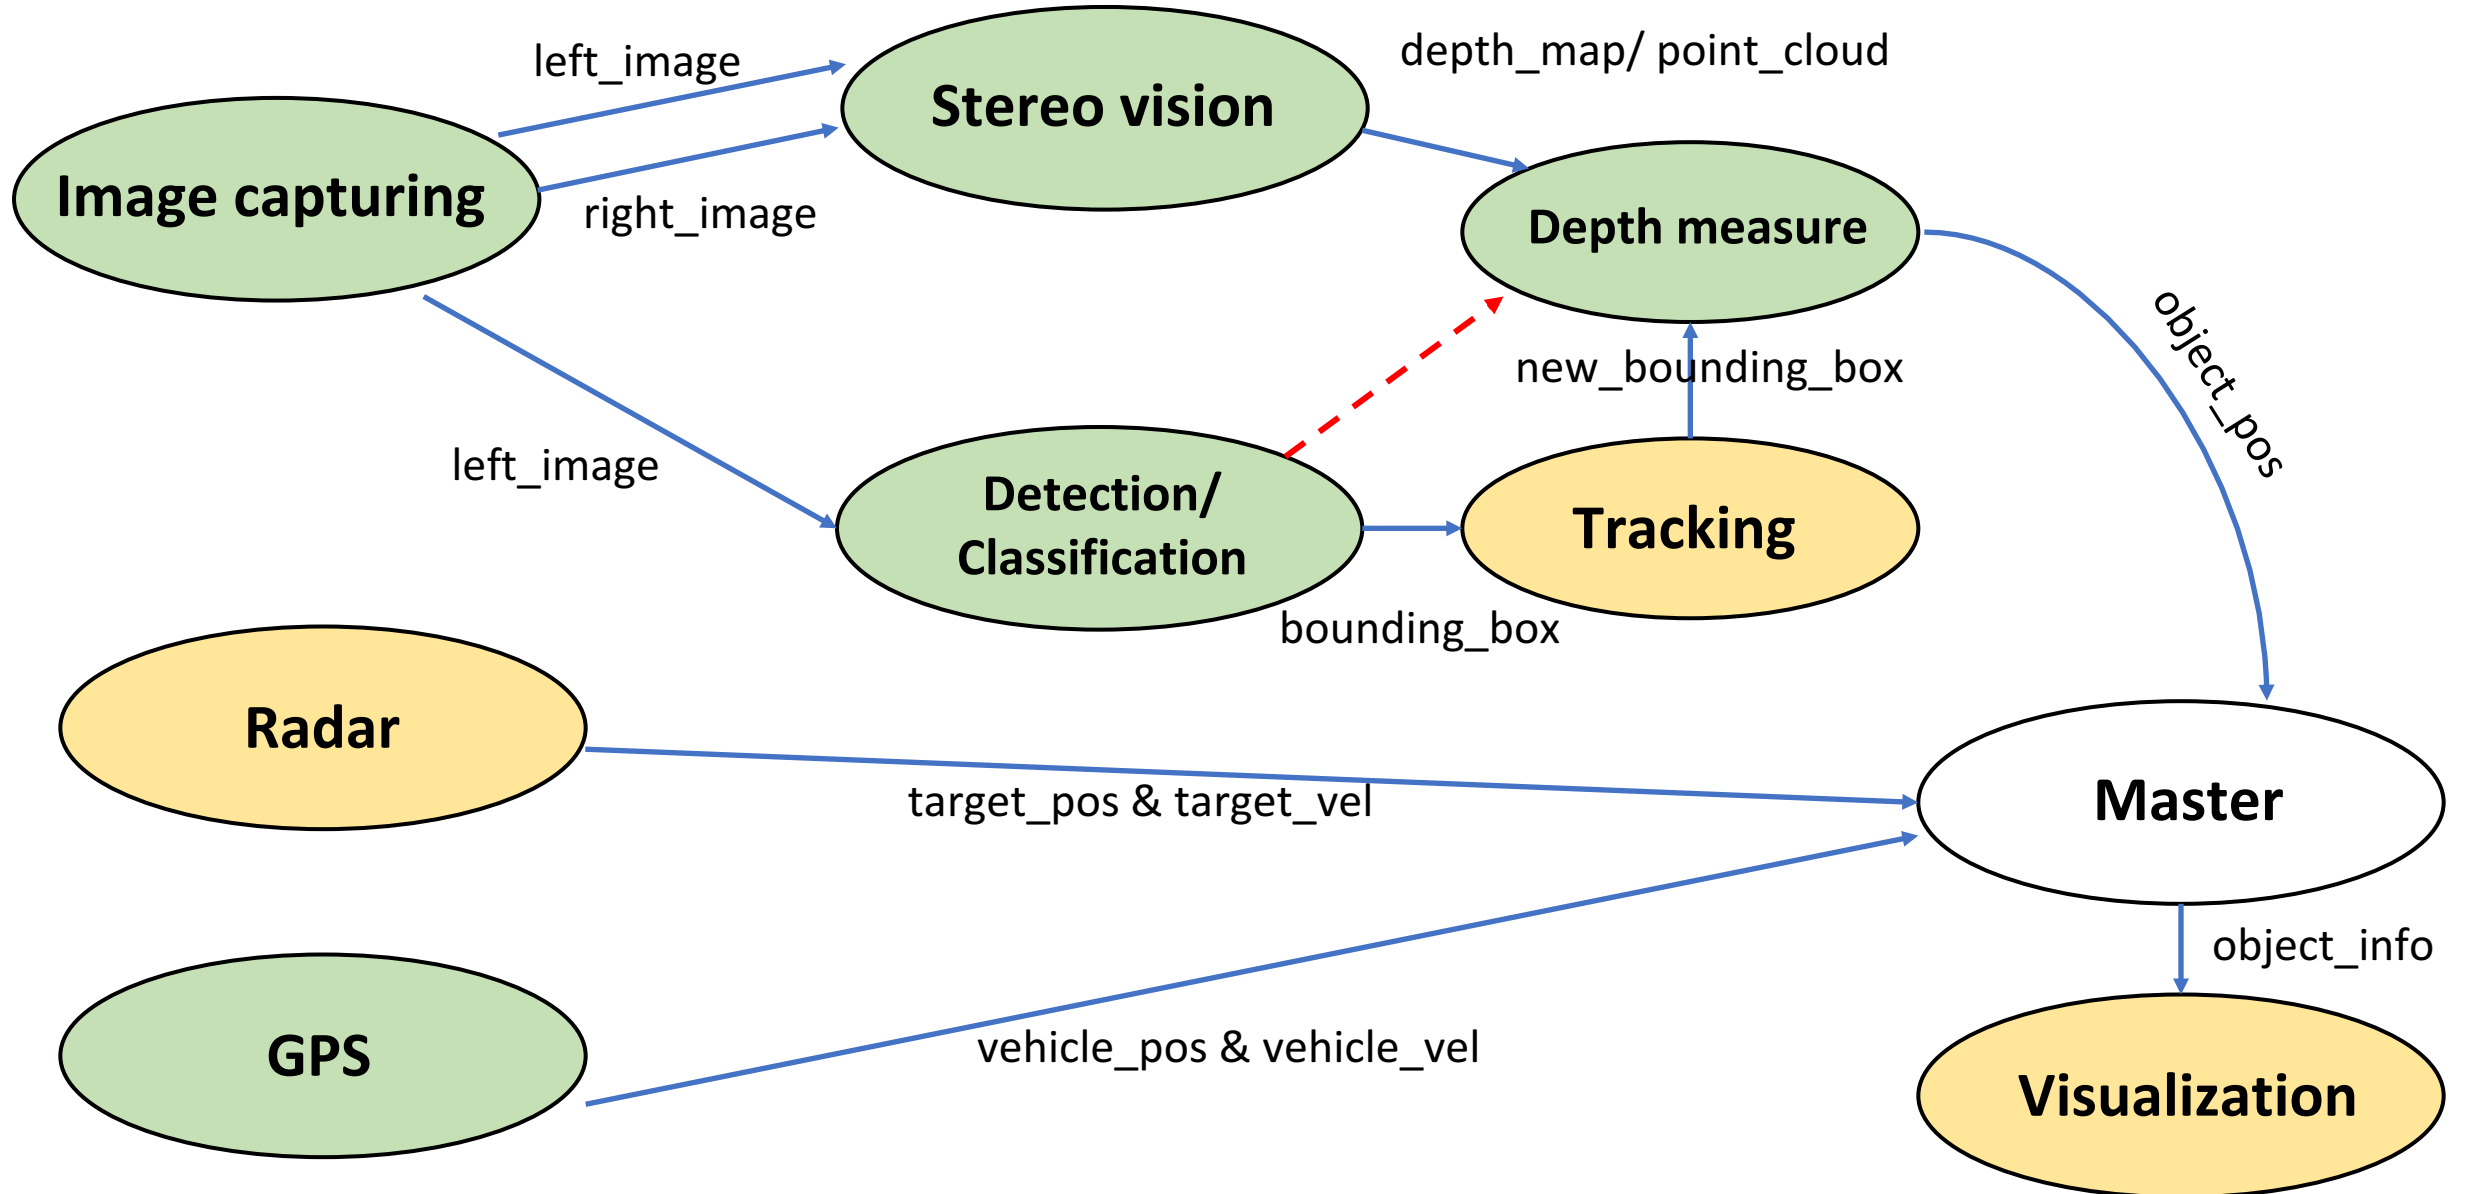 left_image
depth_map/ point_cloud
Stereo vision
Image capturing
right_image
Depth measure
object_pos
new_bounding_box
left_image
Detection/
Classification
Tracking
bounding_box
Radar
target_pos & target_vel
Master
object_info
GPS
vehicle_pos & vehicle_vel
Visualization